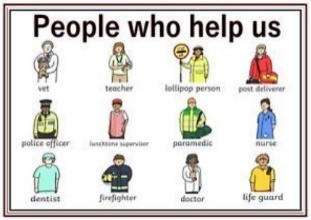 People who help us
vet teacher lollipop person post deliverer
police officer lunchtime supervisor paramedic nurse
dentist firefighter doctor life guard